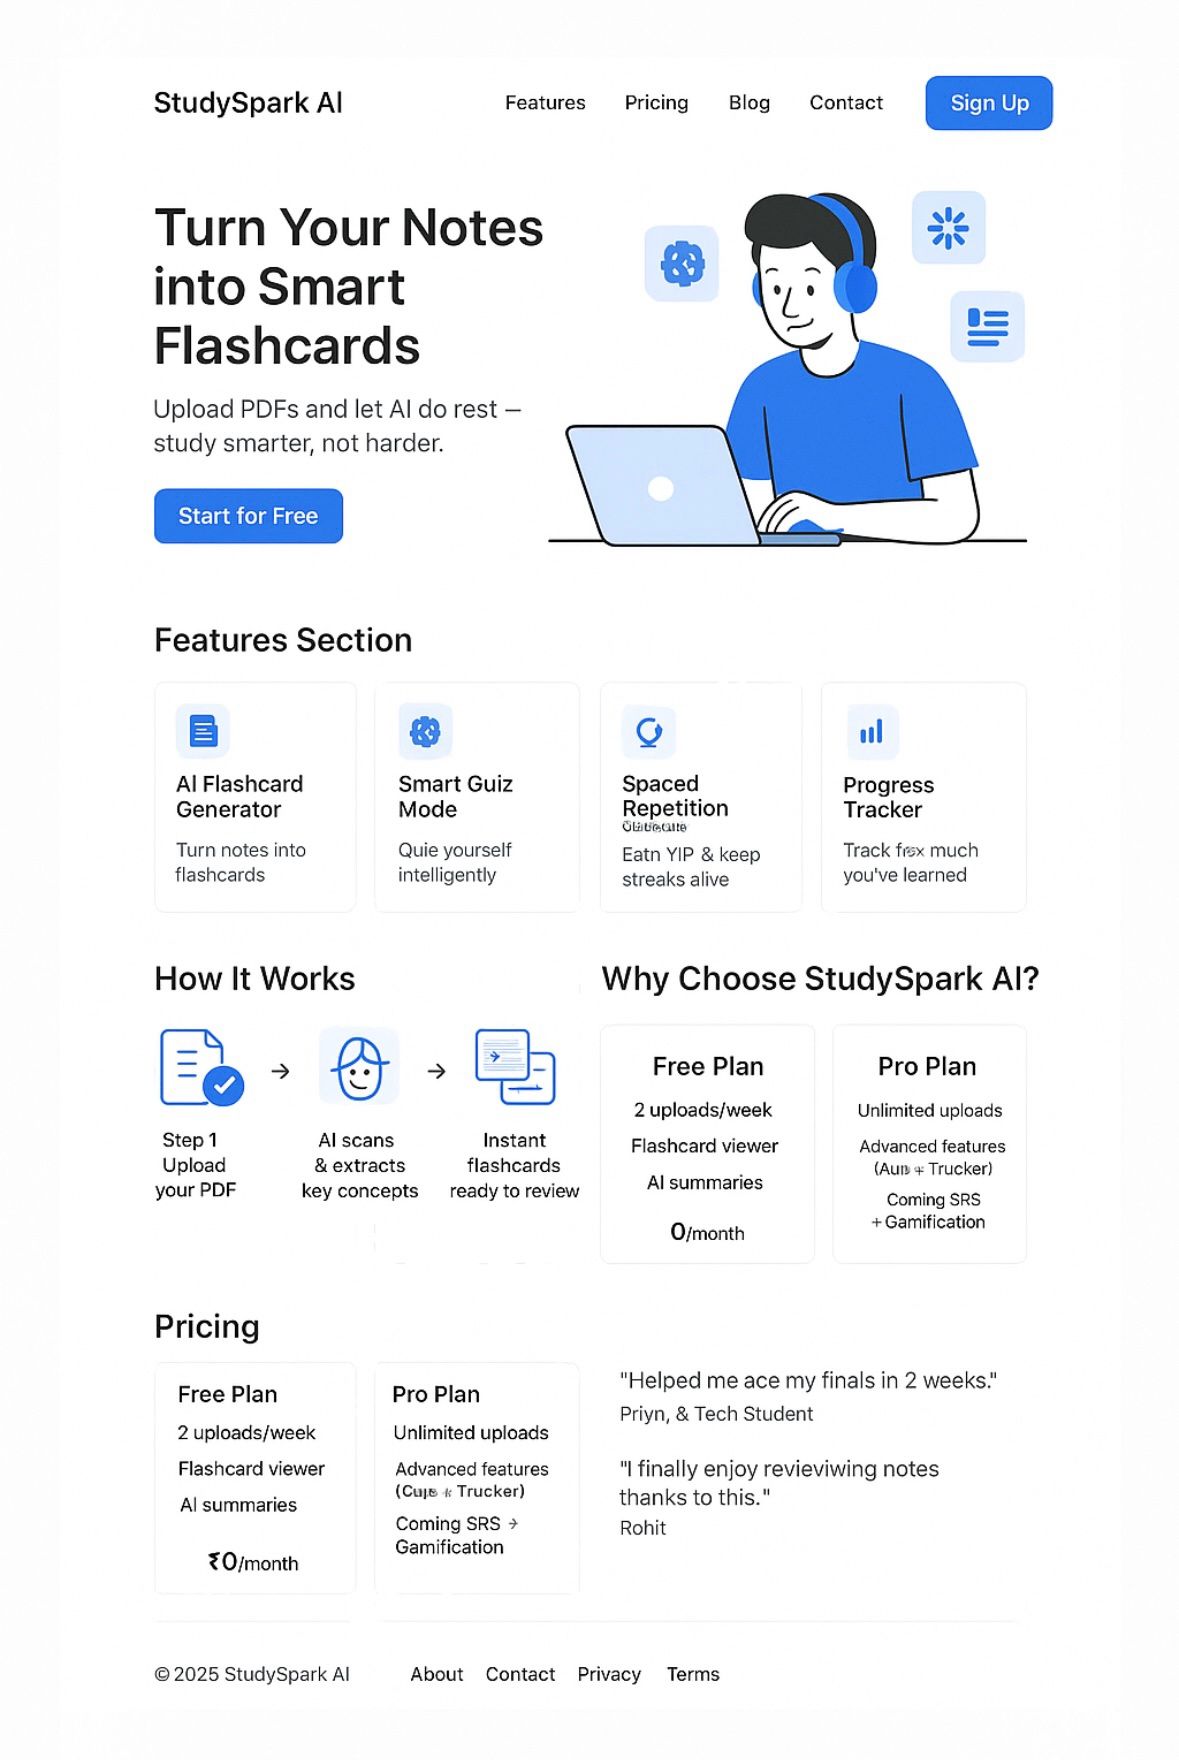 StudySpark AI
Features Pricing Blog Contact Sign Up
Turn Your Notes
into Smart
Flashcards
Upload PDFs and let AI do rest –
study smarter, not harder.
Start for Free
Features Section
AI Flashcard
Generator
Turn notes into
flashcards
Smart Guiz
Mode
Quie yourself
intelligently
Spaced
Repetition
Eatn YIP & keep
streaks alive
Progress
Tracker
Track much
you've learned
How It Works
Step 1
Upload
your PDF
→
AI scans
& extracts
key concepts
→
Instant
flashcards
ready to review
Why Choose StudySpark AI?
Free Plan
2 uploads/week
Flashcard viewer
AI summaries
0/month
Pro Plan
Unlimited uploads
Advanced features
+ Trucker)
Coming SRS
+ Gamification
Pricing
Free Plan
2 uploads/week
Flashcard viewer
AI summaries
₹0/month
Pro Plan
Unlimited uploads
Advanced features
Trucker)
Coming SRS →
Gamification
"Helped me ace my finals in 2 weeks."
Priyn, & Tech Student
"I finally enjoy revieviwing notes
thanks to this."
Rohit
© 2025 StudySpark AI About Contact Privacy Terms